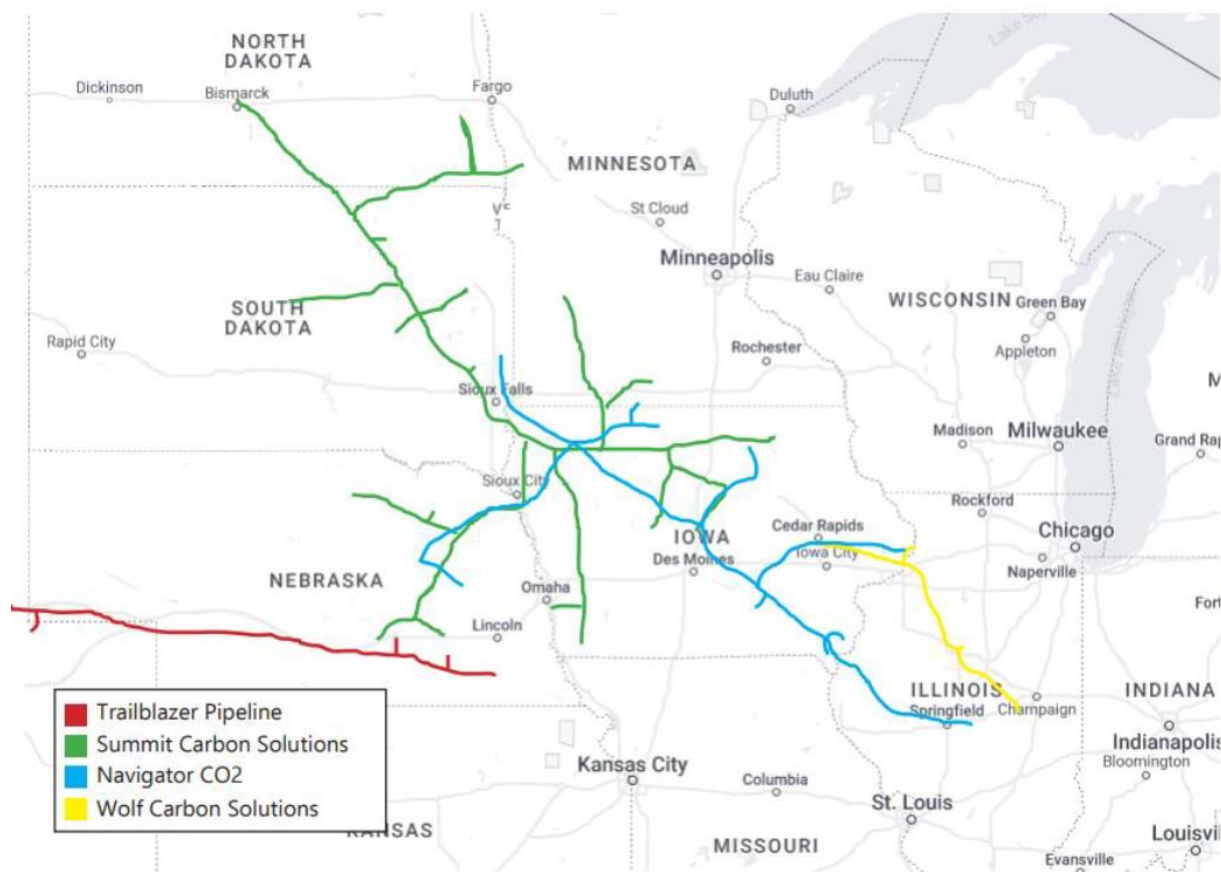 Lake Su
NORTH
DAKOTA
Dickinson
Bismarck
Fargo
Duluth
MINNESOTA
St Cloud
Minneapolis
Eau Claire
WISCONSIN
Green Bay
Appleton
SOUTH
DAKOTA
Rapid City
Rochester
Sioux Falls
Madison
Milwaukee
Grand Rap
Sioux City
Rockford
Chicago
Cedar Rapids
IOWA
Iowa City
Des Moines
Naperville
NEBRASKA
Omaha
Lincoln
Fort
ILLINOIS
Springfield
Champaign
INDIANA
Indianapolis
Bloomington
Trailblazer Pipeline
Summit Carbon Solutions
Navigator CO2
Wolf Carbon Solutions
Kansas City
Columbia
St. Louis
KANSAS
MISSOURI
Louisvil
Evansville